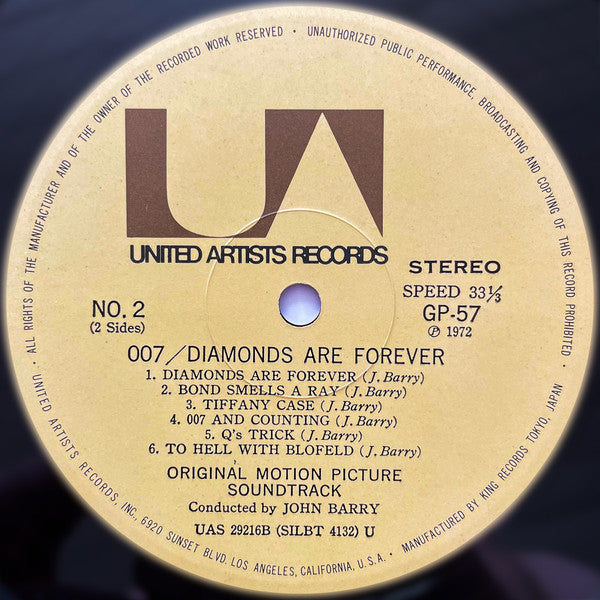 ALL RIGHTS OF THE MANUFACTURER AND OF THE OWNER OF THE RECORDED WORK RESERVED • UNAUTHORIZED PUBLIC PERFORMANCE, BROADCASTING AND COPYING OF THIS RECORD PROHIBITED •
UA
UNITED ARTISTS RECORDS
STEREO
SPEED 33⅓
GP-57
Ⓟ 1972
NO. 2
(2 Sides)
007/DIAMONDS ARE FOREVER
1. DIAMONDS ARE FOREVER (J. Barry)
2. BOND SMELLS A RAY (J. Barry)
3. TIFFANY CASE (J. Barry)
4. 007 AND COUNTING (J. Barry)
5. Q's TRICK (J. Barry)
6. TO HELL WITH BLOFELD (J. Barry)
ORIGINAL MOTION PICTURE
SOUNDTRACK
Conducted by JOHN BARRY
UAS 29216B (SILBT 4132) U
UNITED ARTISTS RECORDS, INC., 6920 SUNSET BLVD. LOS ANGELES, CALIFORNIA, U.S.A. • MANUFACTURED BY KING RECORDS TOKYO, JAPAN